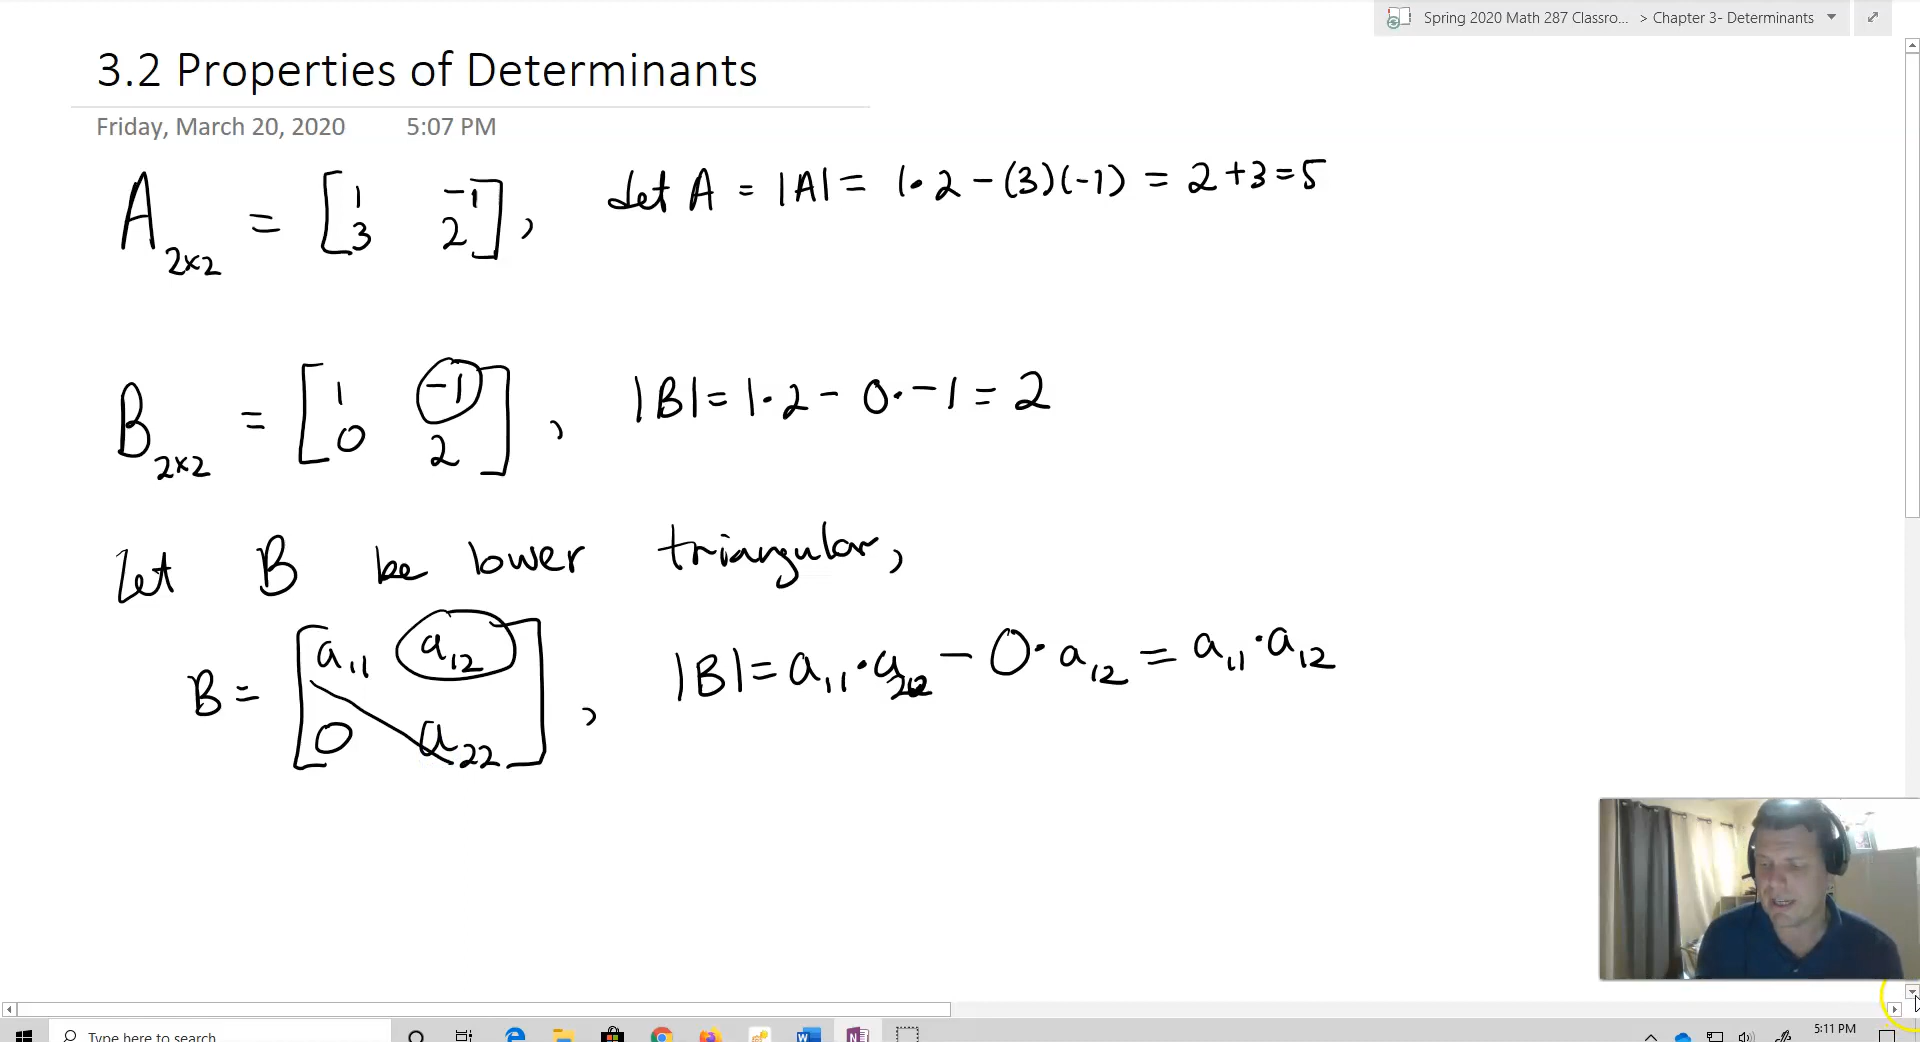 Spring 2020 Math 287 Classro... > Chapter 3- Determinants
3.2 Properties of Determinants
Friday, March 20, 2020 5:07 PM
A₂ₓ₂ = [1 -1; 3 2], det A = |A| = 1·2-(3)(-1) = 2+3=5
B₂ₓ₂ = [1 -1; 0 2], |B|= 1·2- 0·-1 = 2
Let B be lower triangular,
B = [a₁₁ a₁₂; 0 a₂₂], |B|= a₁₁·a₂₂ - 0·a₁₂ = a₁₁·a₁₂
Type here to search
5:11 PM